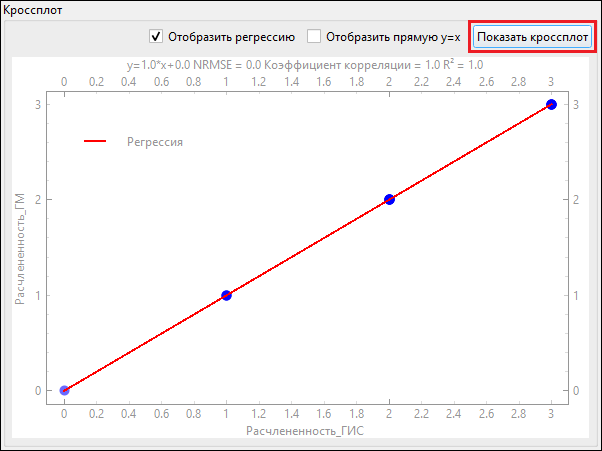 Кроссплот
Отобразить регрессию Отобразить прямую y=x Показать кроссплот
y=1.0*x+0.0 NRMSE = 0.0 Коэффициент корреляции = 1.0 R² = 1.0
0 0.2 0.4 0.6 0.8 1 1.2 1.4 1.6 1.8 2 2.2 2.4 2.6 2.8 3
3 3
Регрессия
Расчлененность_ГМ
2 2
1 1
0 0
0 0.2 0.4 0.6 0.8 1 1.2 1.4 1.6 1.8 2 2.2 2.4 2.6 2.8 3
Расчлененность_ГИС